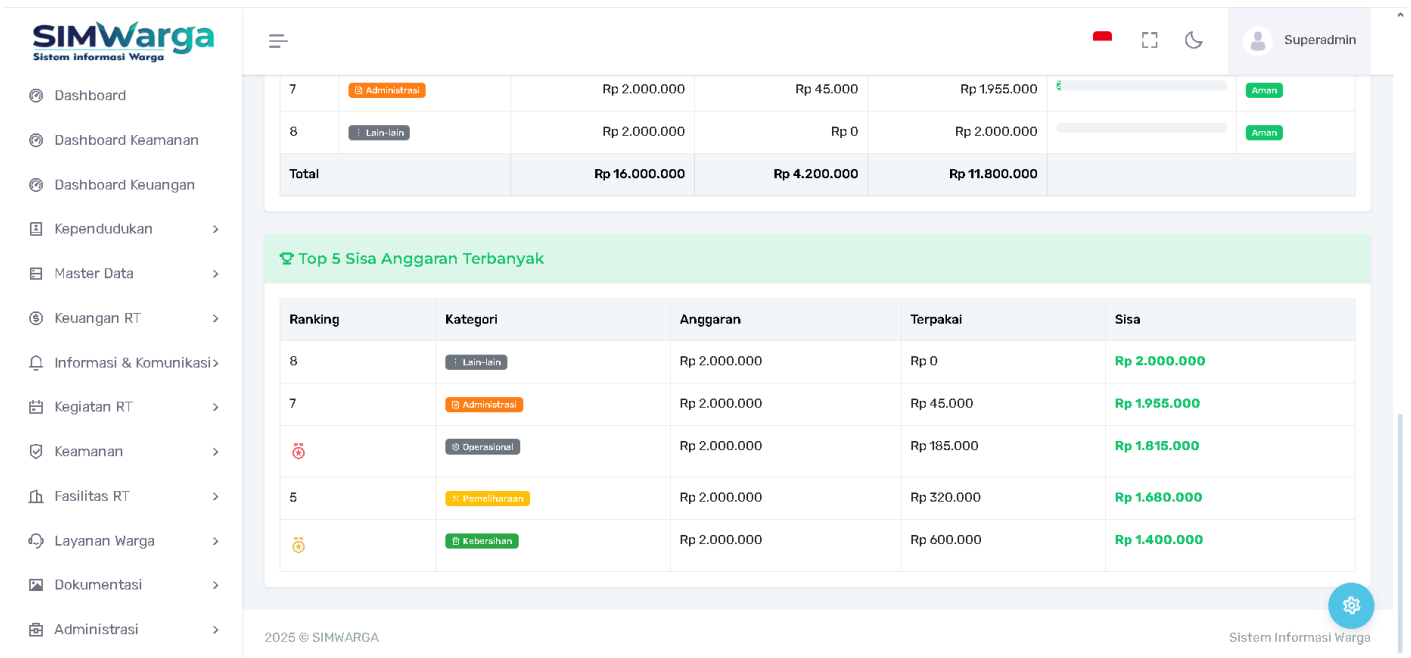 SIMWarga
Sistem informasi Warga
Superadmin
Dashboard
Dashboard Keamanan
Dashboard Keuangan
Kependudukan
Master Data
Keuangan RT
Informasi & Komunikasi
Kegiatan RT
Keamanan
Fasilitas RT
Layanan Warga
Dokumentasi
Administrasi
7 Administrasi Rp 2.000.000 Rp 45.000 Rp 1.955.000 Aman
8 Lain-lain Rp 2.000.000 Rp 0 Rp 2.000.000 Aman
Total Rp 16.000.000 Rp 4.200.000 Rp 11.800.000
Top 5 Sisa Anggaran Terbanyak
Ranking Kategori Anggaran Terpakai Sisa
8 Lain-lain Rp 2.000.000 Rp 0 Rp 2.000.000
7 Administrasi Rp 2.000.000 Rp 45.000 Rp 1.955.000
Operasional Rp 2.000.000 Rp 185.000 Rp 1.815.000
5 Pemeliharaan Rp 2.000.000 Rp 320.000 Rp 1.680.000
Kebersihan Rp 2.000.000 Rp 600.000 Rp 1.400.000
2025 © SIMWARGA
Sistem Informasi Warga